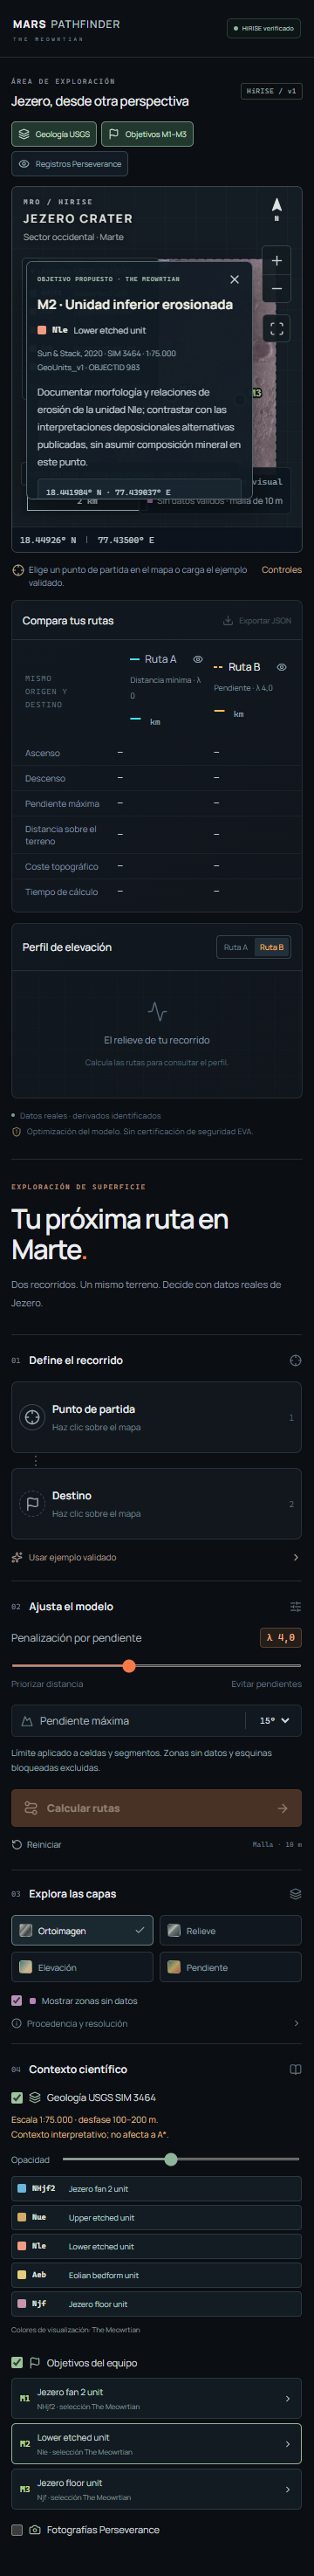 MARS PATHFINDER
THE MEOWRTIAN
HiRISE verificado
ÁREA DE EXPLORACIÓN
Jezero, desde otra perspectiva
HiRISE / v1
Geología USGS
Objetivos M1–M3
Registros Perseverance
MRO / HIRISE
JEZERO CRATER
Sector occidental · Marte
N
OBJETIVO PROPUESTO · THE MEOWRTIAN
M2 · Unidad inferior erosionada
Nle Lower etched unit
Sun & Stack, 2020 · SIM 3464 · 1:75.000
GeoUnits_v1 · OBJECTID 983
Documentar morfología y relaciones de
erosión de la unidad Nle; contrastar con las
interpretaciones deposicionales alternativas
publicadas, sin asumir composición mineral en
este punto.
18.441984° N · 77.439037° E
M3
visual
2 km
Sin datos válidos · malla de 10 m
18.44926° N | 77.43500° E
Elige un punto de partida en el mapa o carga el ejemplo
validado.
Controles
Compara tus rutas
Exportar JSON
MISMO
ORIGEN Y
DESTINO
Ruta A
Distancia mínima · λ
0
— km
Ruta B
Pendiente · λ 4,0
— km
Ascenso — —
Descenso — —
Pendiente máxima — —
Distancia sobre el
terreno — —
Coste topográfico — —
Tiempo de cálculo — —
Perfil de elevación
Ruta A Ruta B
El relieve de tu recorrido
Calcula las rutas para consultar el perfil.
Datos reales · derivados identificados
Optimización del modelo. Sin certificación de seguridad EVA.
EXPLORACIÓN DE SUPERFICIE
Tu próxima ruta en
Marte.
Dos recorridos. Un mismo terreno. Decide con datos reales de
Jezero.
01 Define el recorrido
Punto de partida
Haz clic sobre el mapa
1
Destino
Haz clic sobre el mapa
2
Usar ejemplo validado
02 Ajusta el modelo
Penalización por pendiente
λ 4,0
Priorizar distancia
Evitar pendientes
Pendiente máxima
15°
Límite aplicado a celdas y segmentos. Zonas sin datos y esquinas
bloqueadas excluidas.
Calcular rutas
Reiniciar
Malla · 10 m
03 Explora las capas
Ortoimagen
Relieve
Elevación
Pendiente
Mostrar zonas sin datos
Procedencia y resolución
04 Contexto científico
Geología USGS SIM 3464
Escala 1:75.000 · desfase 100–200 m.
Contexto interpretativo; no afecta a A*.
Opacidad
NHjf2 Jezero fan 2 unit
Nue Upper etched unit
Nle Lower etched unit
Aeb Eolian bedform unit
Njf Jezero floor unit
Colores de visualización: The Meowrtian
Objetivos del equipo
M1 Jezero fan 2 unit
NHjf2 · selección The Meowrtian
M2 Lower etched unit
Nle · selección The Meowrtian
M3 Jezero floor unit
Njf · selección The Meowrtian
Fotografías Perseverance